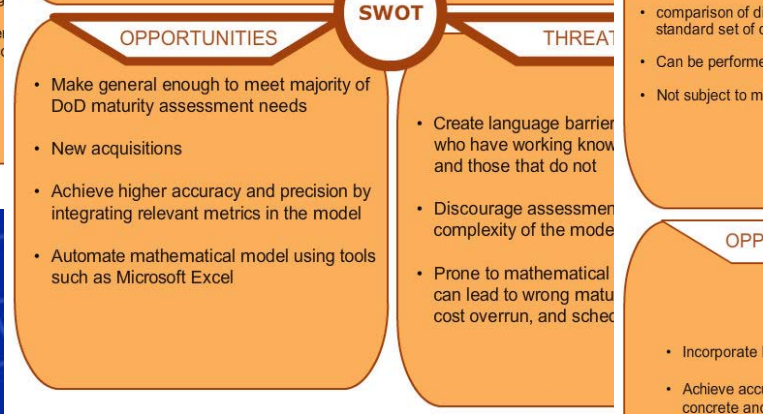 SWOT
OPPORTUNITIES
• Make general enough to meet majority of
DoD maturity assessment needs
• New acquisitions
• Achieve higher accuracy and precision by
integrating relevant metrics in the model
• Automate mathematical model using tools
such as Microsoft Excel
THREAT
• Create language barrier
who have working know
and those that do not
• Discourage assessmen
complexity of the mode
• Prone to mathematical
can lead to wrong matu
cost overrun, and sched
• comparison of di
standard set of
• Can be performe
• Not subject to m
OPP
• Incorporate
• Achieve accu
concrete and